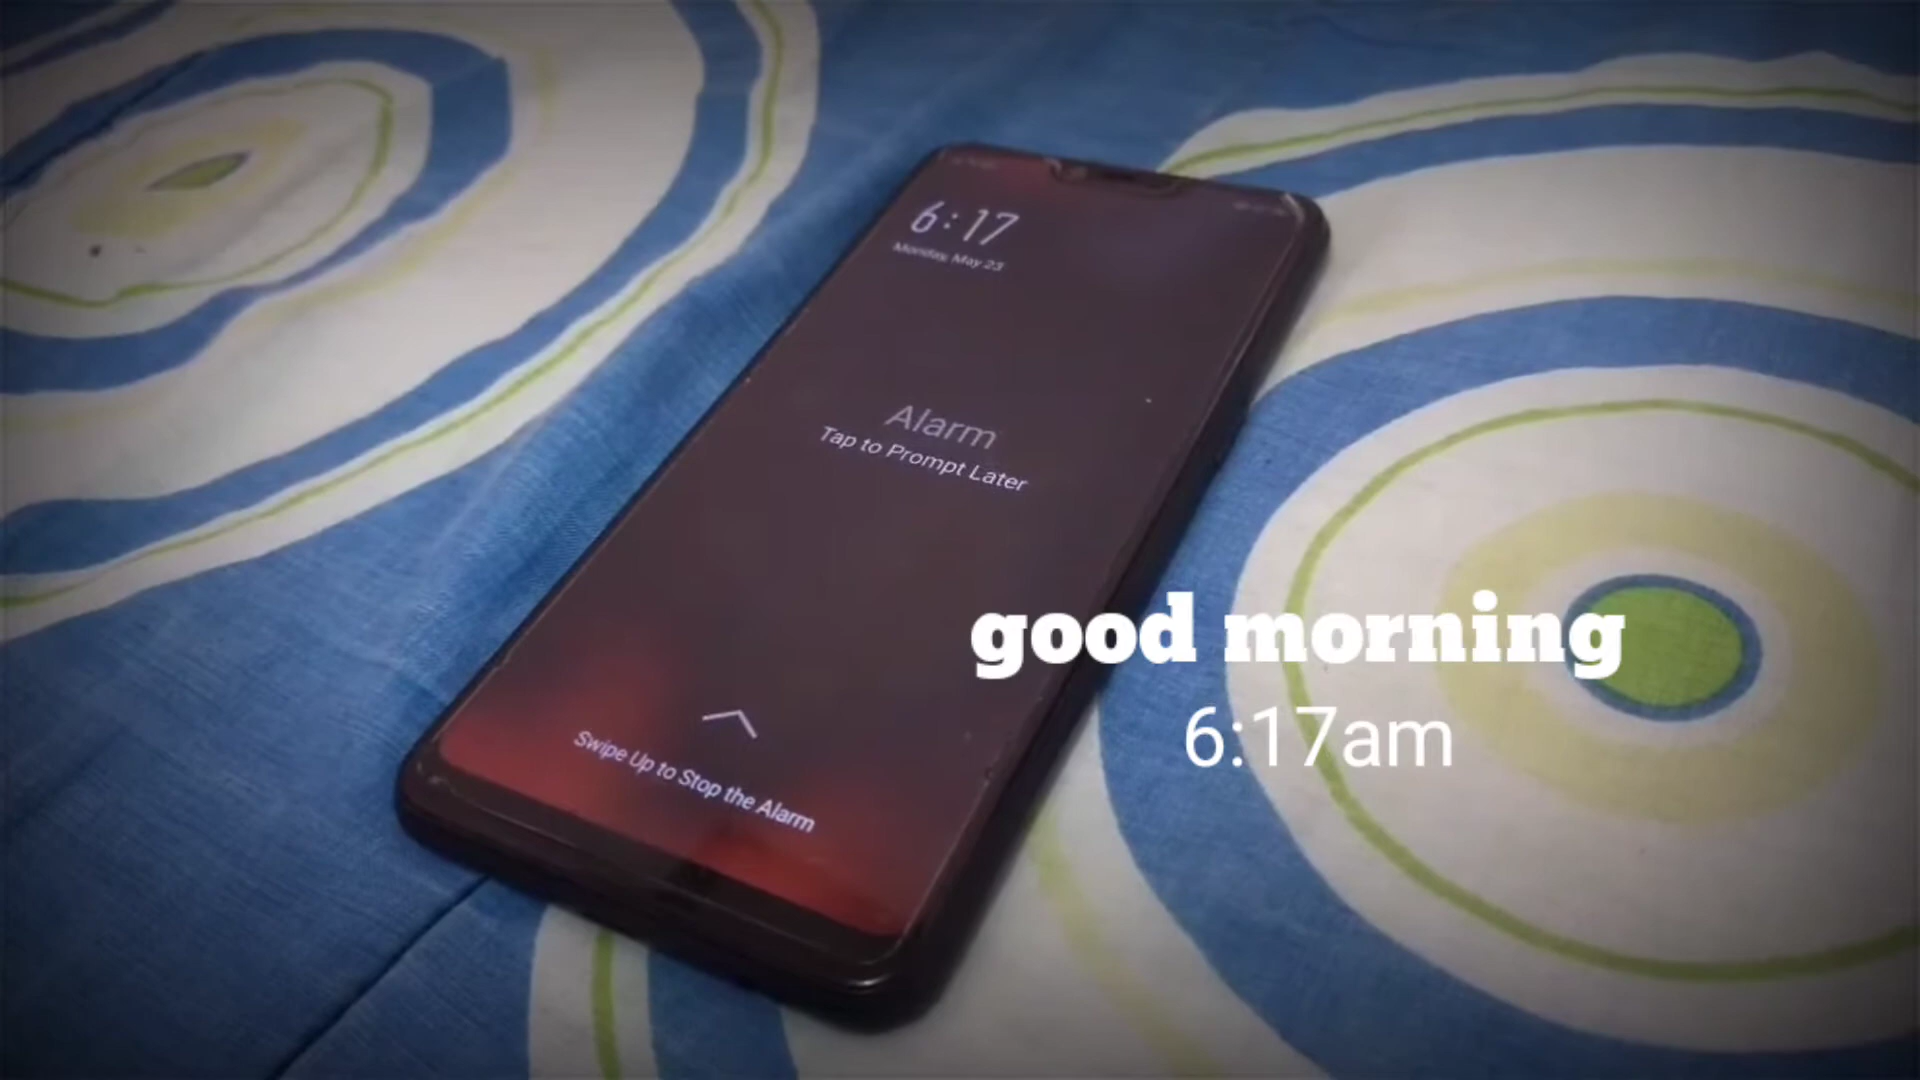 6:17
Monday, May 23
Alarm
Tap to Prompt Later
good morning
6:17am
Swipe Up to Stop the Alarm